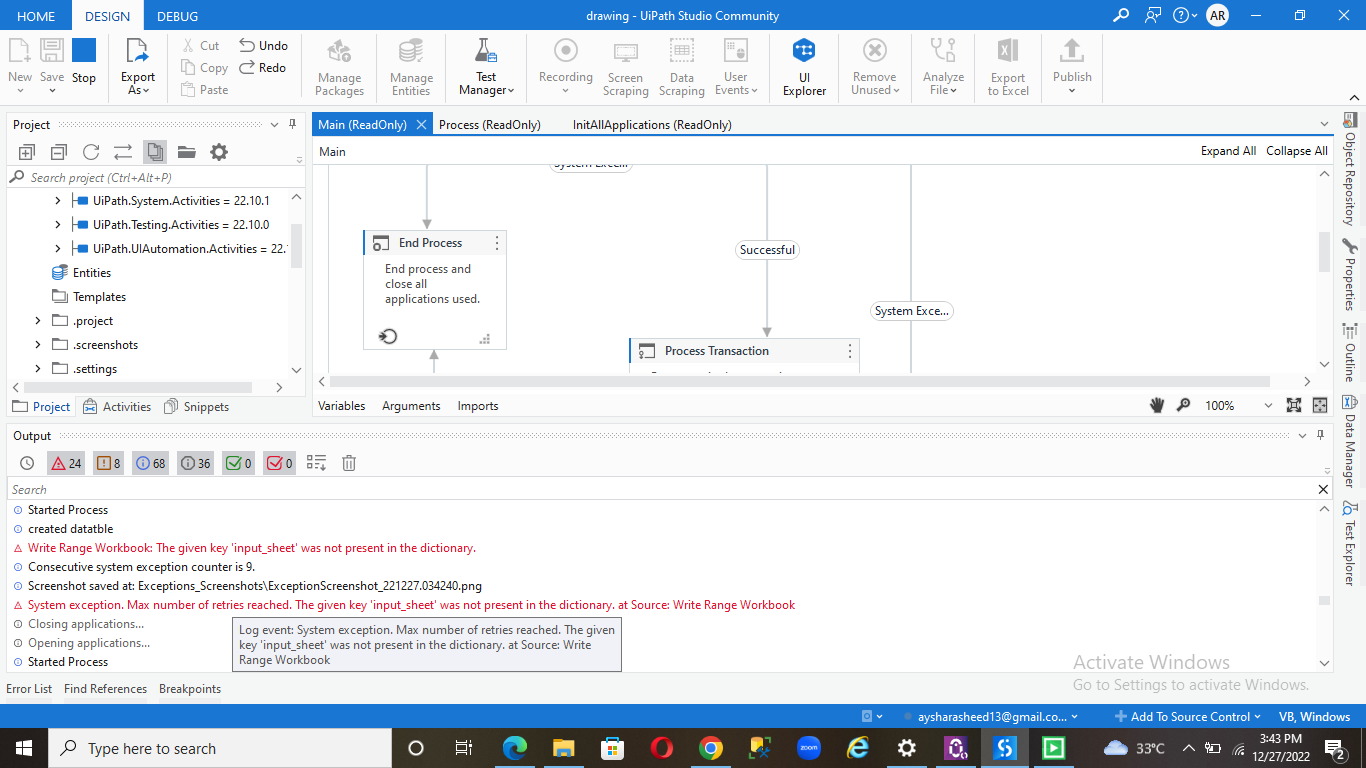 HOME DESIGN DEBUG drawing - UiPath Studio Community AR
New Save Stop Export As Cut Copy Paste Undo Redo Manage Packages Manage Entities Test Manager Recording Screen Scraping Data Scraping User Events UI Explorer Remove Unused Analyze File Export to Excel Publish
Project
Search project (Ctrl+Alt+P)
UiPath.System.Activities = 22.10.1
UiPath.Testing.Activities = 22.10.0
UiPath.UIAutomation.Activities = 22.
Entities
Templates
.project
.screenshots
.settings
Project Activities Snippets
Main (ReadOnly) Process (ReadOnly) InitAllApplications (ReadOnly)
Main Expand All Collapse All
System Exce...
End Process
End process and
close all
applications used.
Successful
System Exce...
Process Transaction
Variables Arguments Imports 100%
Object Repository
Properties
Outline
Data Manager
Test Explorer
Output
24 8 68 36 0 0
Search
Started Process
created datatble
Write Range Workbook: The given key 'input_sheet' was not present in the dictionary.
Consecutive system exception counter is 9.
Screenshot saved at: Exceptions_Screenshots\ExceptionScreenshot_221227.034240.png
System exception. Max number of retries reached. The given key 'input_sheet' was not present in the dictionary. at Source: Write Range Workbook
Closing applications...
Opening applications...
Started Process
Log event: System exception. Max number of retries reached. The given
key 'input_sheet' was not present in the dictionary. at Source: Write
Range Workbook
Activate Windows
Go to Settings to activate Windows.
Error List Find References Breakpoints
aysharasheed13@gmail.co... Add To Source Control VB, Windows
Type here to search zoom 33°C 3:43 PM
12/27/2022 2